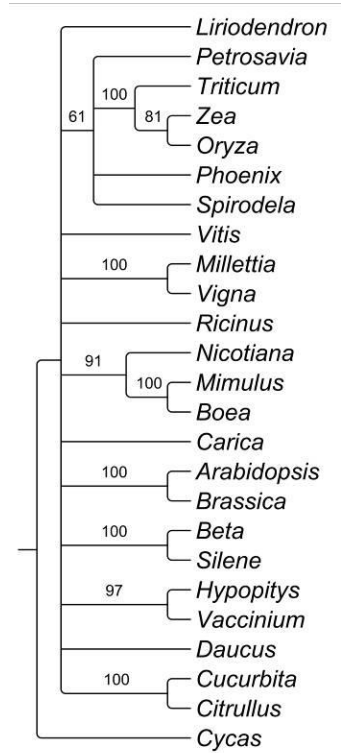 Liriodendron
Petrosavia
100 Triticum
61 81 Zea
Oryza
Phoenix
Spirodela
Vitis
100 Millettia
Vigna
Ricinus
91 Nicotiana
100 Mimulus
Boea
Carica
100 Arabidopsis
Brassica
100 Beta
Silene
97 Hypopitys
Vaccinium
Daucus
100 Cucurbita
Citrullus
Cycas